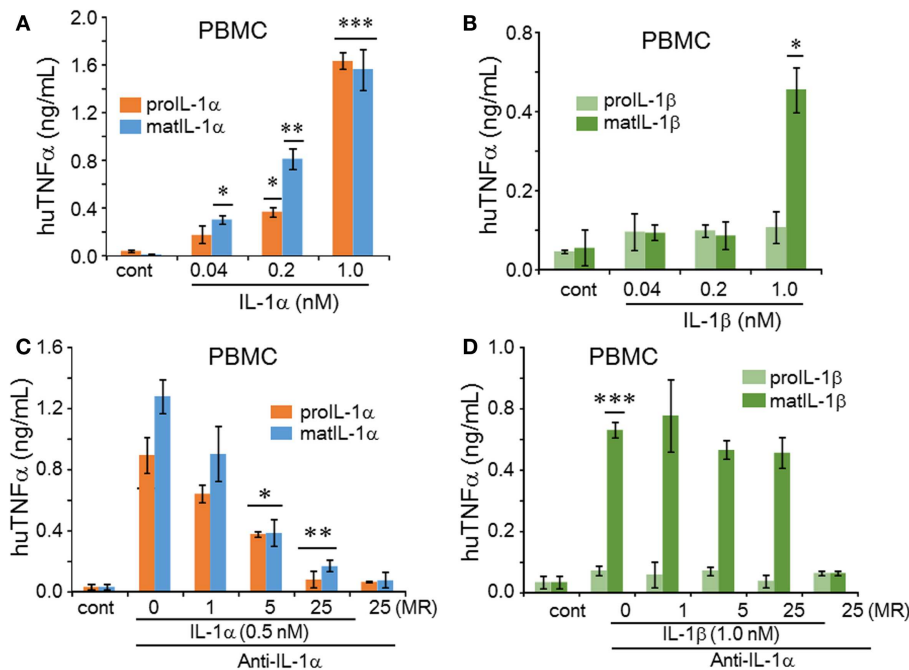 A
PBMC
huTNFα (ng/mL)
2.0
1.6
1.2
0.8
0.4
0.0
proIL-1α
matIL-1α
*
*
**
***
cont
0.04
0.2
1.0
IL-1α (nM)
B
PBMC
huTNFα (ng/mL)
0.8
0.4
0.2
0.0
proIL-1β
matIL-1β
*
cont
0.04
0.2
1.0
IL-1β (nM)
C
PBMC
huTNFα (ng/mL)
1.6
1.2
0.8
0.4
0.0
proIL-1α
matIL-1α
*
**
cont
0
1
5
25
25 (MR)
IL-1α (0.5 nM)
Anti-IL-1α
D
PBMC
huTNFα (ng/mL)
1.0
0.8
0.6
0.4
0.2
0.0
proIL-1β
matIL-1β
***
cont
0
1
5
25
25 (MR)
IL-1β (1.0 nM)
Anti-IL-1α